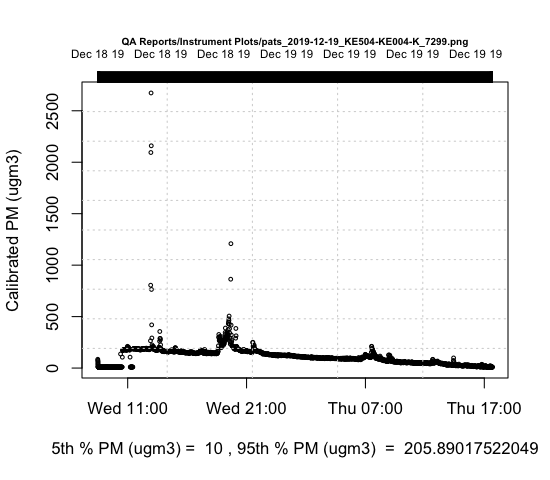 QA Reports/Instrument Plots/pats_2019-12-19_KE504-KE004-K_7299.png
Dec 18 19 Dec 18 19 Dec 18 19 Dec 19 19 Dec 19 19 Dec 19 19 Dec 19 19
Calibrated PM (ugm3)
2500
2000
1500
1000
500
0
Wed 11:00 Wed 21:00 Thu 07:00 Thu 17:00
5th % PM (ugm3) = 10 , 95th % PM (ugm3) = 205.89017522049